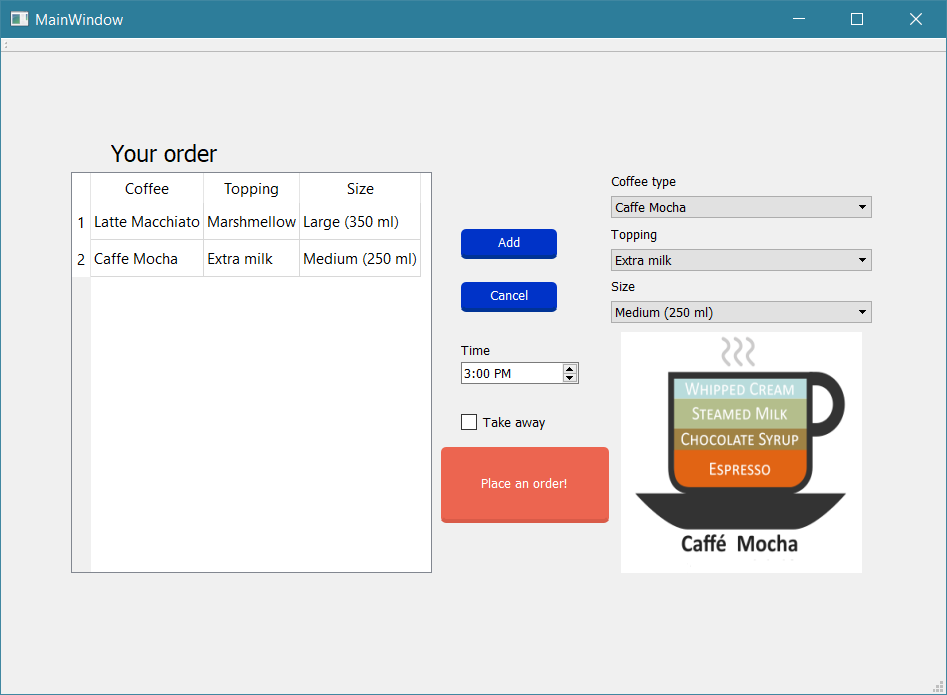 MainWindow
Your order
Coffee Topping Size
1 Latte Macchiato Marshmellow Large (350 ml)
2 Caffe Mocha Extra milk Medium (250 ml)
Add
Cancel
Time
3:00 PM
Take away
Place an order!
Coffee type
Caffe Mocha
Topping
Extra milk
Size
Medium (250 ml)
Whipped Cream
Steamed Milk
Chocolate Syrup
Espresso
Caffé Mocha